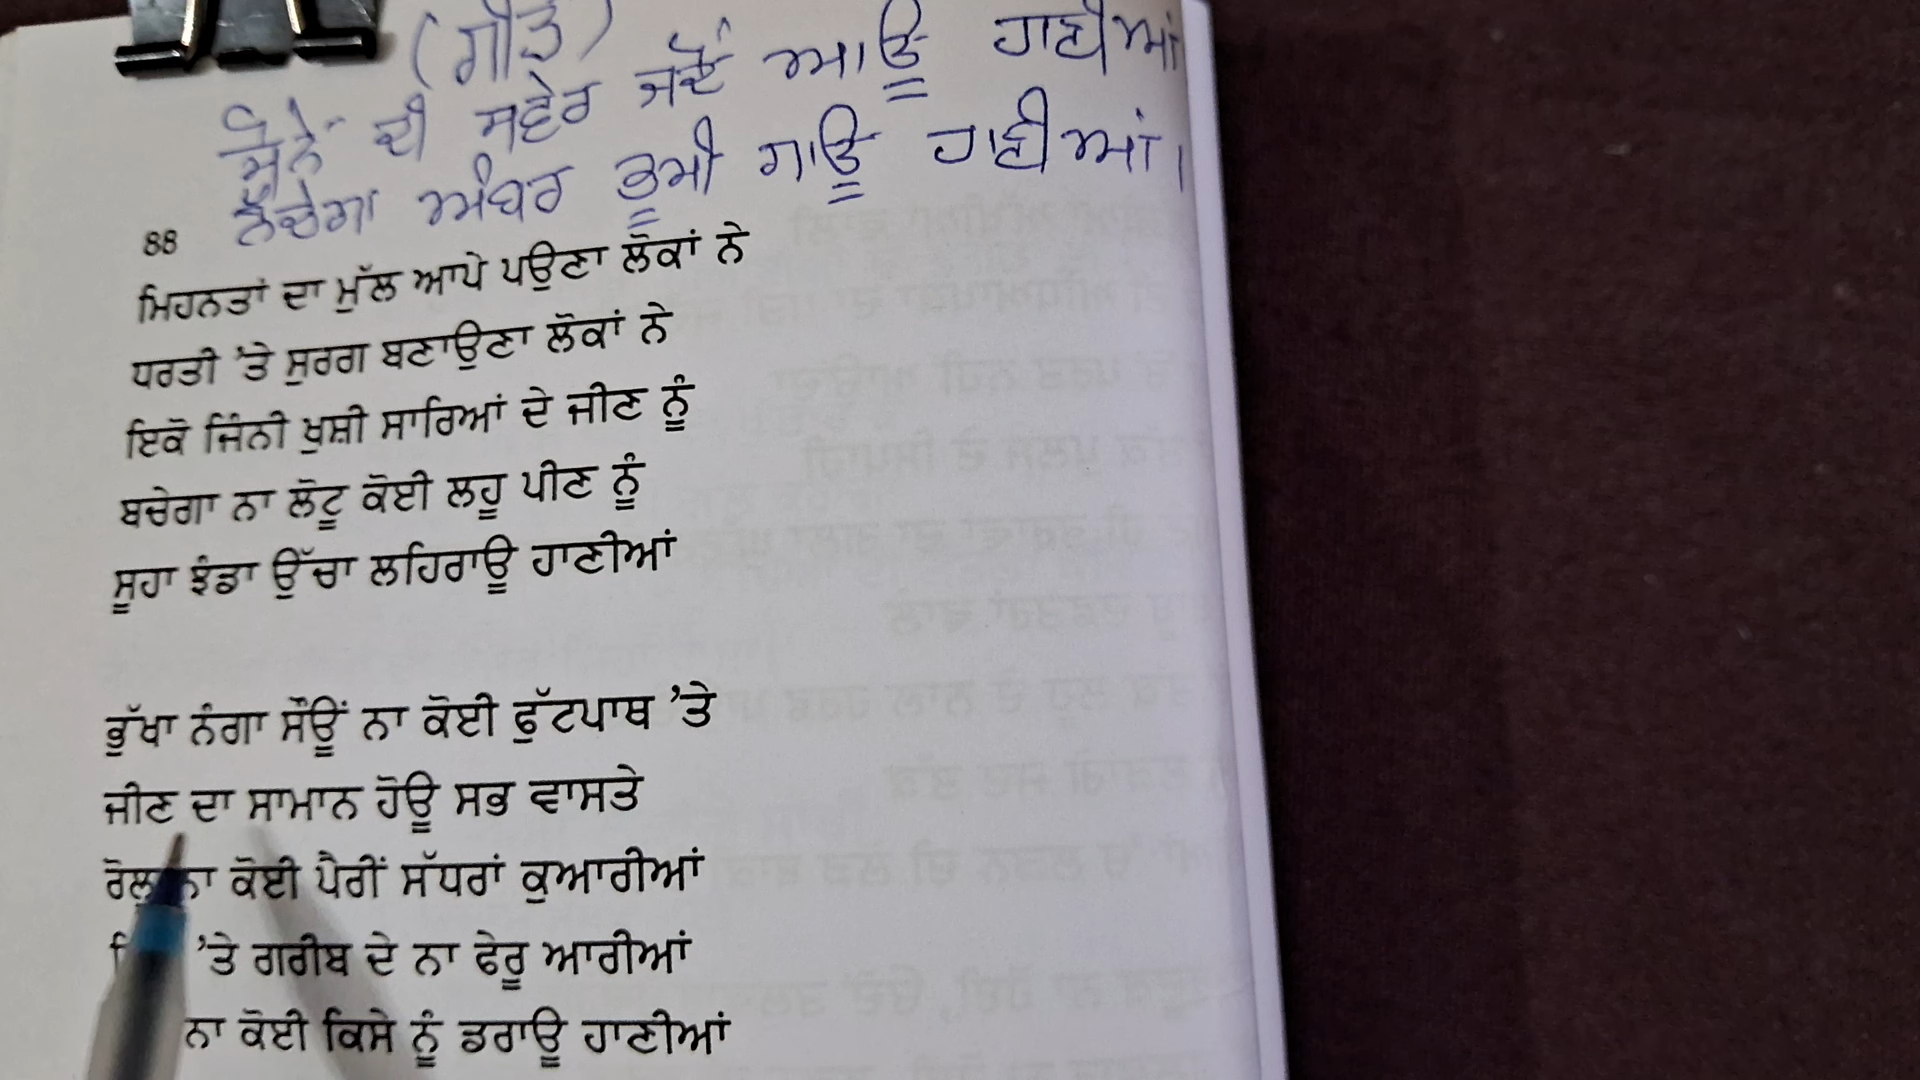 (ਗੀਤ)
ਸੋਨੇ ਦੀ ਸਵੇਰ ਜਦੋਂ ਆਊ ਹਾਣੀਆਂ
ਨੱਚੇਗਾ ਅੰਬਰ ਭੂਮੀ ਗਾਊ ਹਾਣੀਆਂ।
88
ਮਿਹਨਤਾਂ ਦਾ ਮੁੱਲ ਆਪੇ ਪਉਣਾ ਲੋਕਾਂ ਨੇ
ਧਰਤੀ ’ਤੇ ਸੁਰਗ ਬਣਾਉਣਾ ਲੋਕਾਂ ਨੇ
ਇਕੋ ਜਿੰਨੀ ਖੁਸ਼ੀ ਸਾਰਿਆਂ ਦੇ ਜੀਣ ਨੂੰ
ਬਚੇਗਾ ਨਾ ਲੋਟੂ ਕੋਈ ਲਹੂ ਪੀਣ ਨੂੰ
ਸੂਹਾ ਝੰਡਾ ਉੱਚਾ ਲਹਿਰਾਊ ਹਾਣੀਆਂ
ਭੁੱਖਾ ਨੰਗਾ ਸੌਊਂ ਨਾ ਕੋਈ ਫੁੱਟਪਾਥ ’ਤੇ
ਜੀਣ ਦਾ ਸਾਮਾਨ ਹੋਊ ਸਭ ਵਾਸਤੇ
ਰੋਲੂ ਨਾ ਕੋਈ ਪੈਰੀਂ ਸੱਧਰਾਂ ਕੁਆਰੀਆਂ
’ਤੇ ਗਰੀਬ ਦੇ ਨਾ ਫੇਰੂ ਆਰੀਆਂ
ਨਾ ਕੋਈ ਕਿਸੇ ਨੂੰ ਡਰਾਊ ਹਾਣੀਆਂ